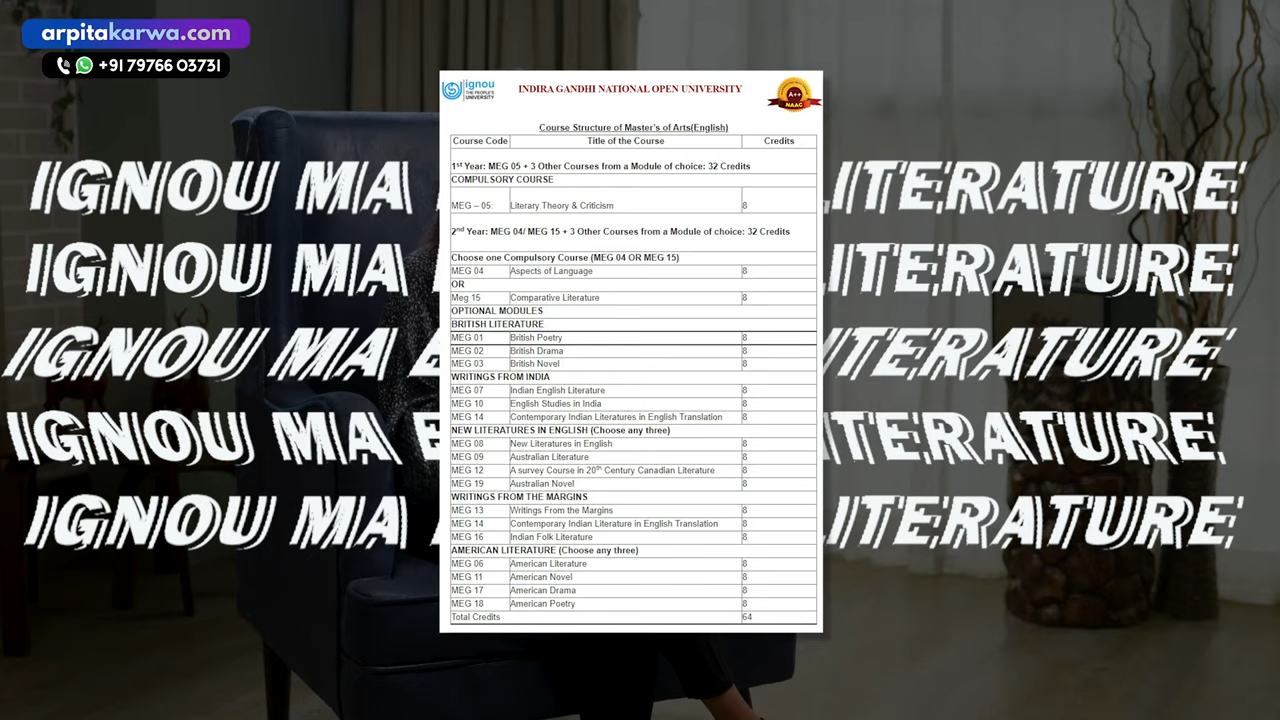 arpitakarwa.com
+91 79766 03731
IGNOU MA E LITERATURE
IGNOU MA LITERATURE
IGNOU MA E LITERATURE
IGNOU MA E LITERATURE
IGNOU MA LITERATURE
ignou
THE PEOPLE'S
UNIVERSITY
INDIRA GANDHI NATIONAL OPEN UNIVERSITY
A++
NAAC
Course Structure of Master's of Arts(English)
Course Code Title of the Course Credits
1st Year: MEG 05 + 3 Other Courses from a Module of choice: 32 Credits
COMPULSORY COURSE
MEG – 05: Literary Theory & Criticism 8
2nd Year: MEG 04/ MEG 15 + 3 Other Courses from a Module of choice: 32 Credits
Choose one Compulsory Course (MEG 04 OR MEG 15)
MEG 04 Aspects of Language 8
OR
Meg 15 Comparative Literature 8
OPTIONAL MODULES
BRITISH LITERATURE
MEG 01 British Poetry 8
MEG 02 British Drama 8
MEG 03 British Novel 8
WRITINGS FROM INDIA
MEG 07 Indian English Literature 8
MEG 10 English Studies in India 8
MEG 14 Contemporary Indian Literatures in English Translation 8
NEW LITERATURES IN ENGLISH (Choose any three)
MEG 08 New Literatures in English 8
MEG 09 Australian Literature 8
MEG 12 A survey Course in 20th Century Canadian Literature 8
MEG 19 Australian Novel 8
WRITINGS FROM THE MARGINS
MEG 13 Writings From the Margins 8
MEG 14 Contemporary Indian Literature in English Translation 8
MEG 16 Indian Folk Literature 8
AMERICAN LITERATURE (Choose any three)
MEG 06 American Literature 8
MEG 11 American Novel 8
MEG 17 American Drama 8
MEG 18 American Poetry 8
Total Credits 64